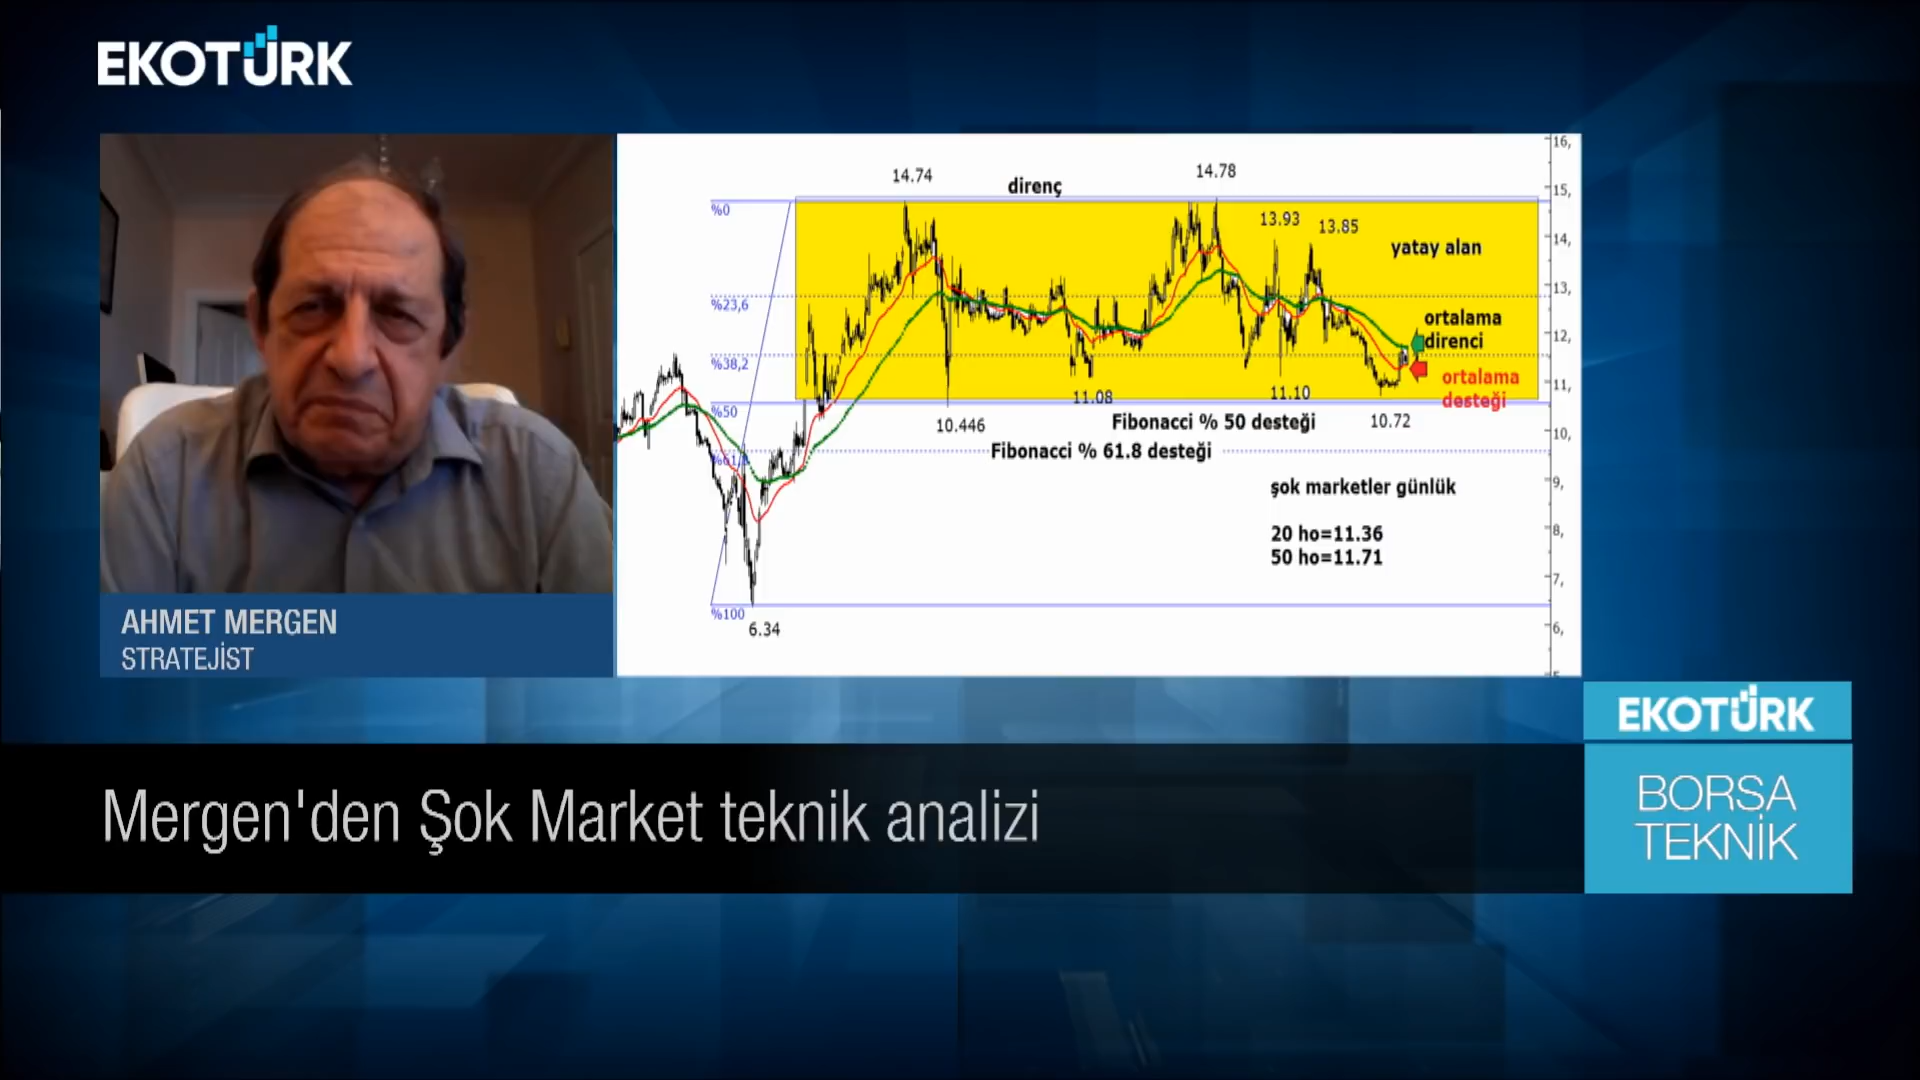 EKOTÜRK
16,
14.78
14.74
direnç
15,
%0
13.93
13.85
14,
yatay alan
13,
%23,6
ortalama
direnci
12,
%38,2
ortalama
desteği
11,
11.08
11.10
%50
10.446
Fibonacci % 50 desteği
10.72
10,
Fibonacci % 61.8 desteği
9,
şok marketler günlük
20 ho=11.36
8,
50 ho=11.71
7,
%100
6.34
6,
AHMET MERGEN
STRATEJİST
EKOTÜRK
Mergen'den Şok Market teknik analizi
BORSA
TEKNİK